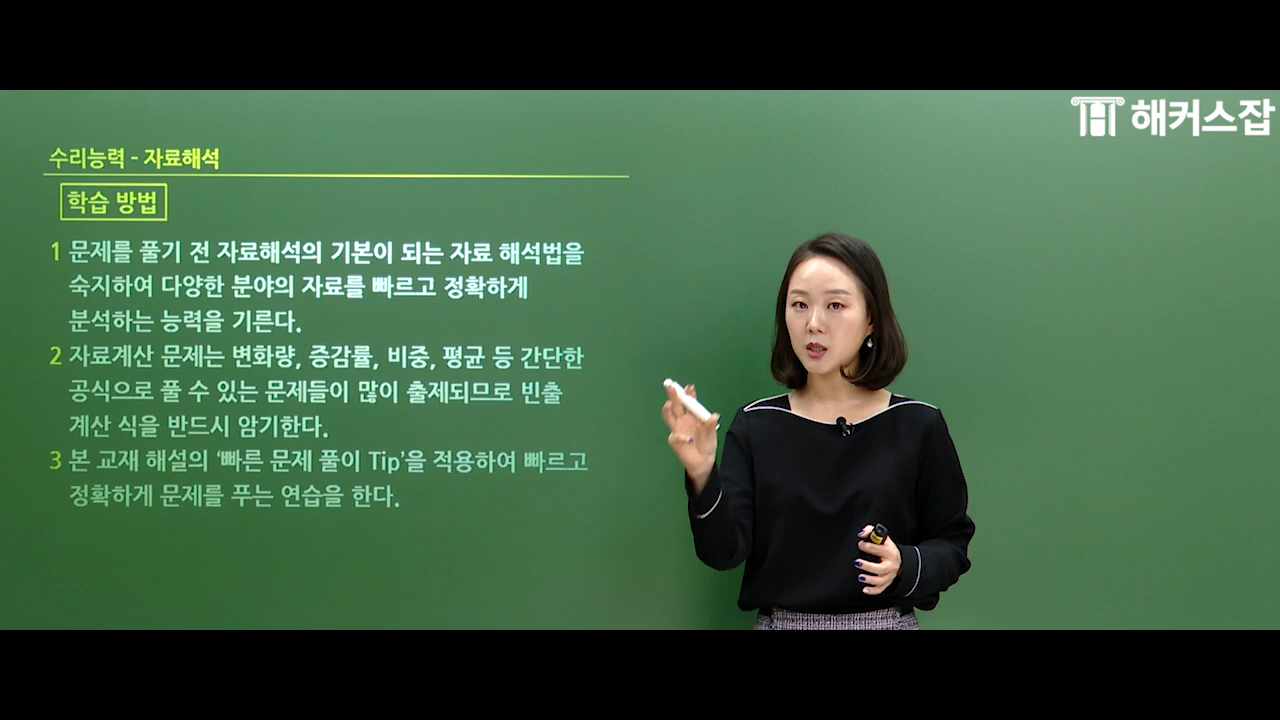 해커스잡
수리능력 - 자료해석
학습 방법
1 문제를 풀기 전 자료해석의 기본이 되는 자료 해석법을
숙지하여 다양한 분야의 자료를 빠르고 정확하게
분석하는 능력을 기른다.
2 자료계산 문제는 변화량, 증감률, 비중, 평균 등 간단한
공식으로 풀 수 있는 문제들이 많이 출제되므로 빈출
계산 식을 반드시 암기한다.
3 본 교재 해설의 ‘빠른 문제 풀이 Tip’을 적용하여 빠르고
정확하게 문제를 푸는 연습을 한다.